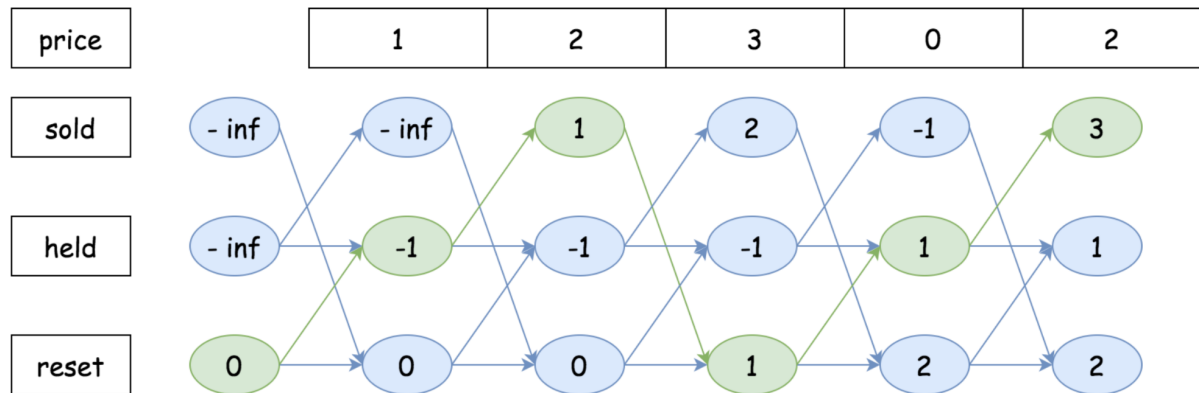 price 1 2 3 0 2
sold - inf - inf 1 2 -1 3
held - inf -1 -1 -1 1 1
reset 0 0 0 1 2 2